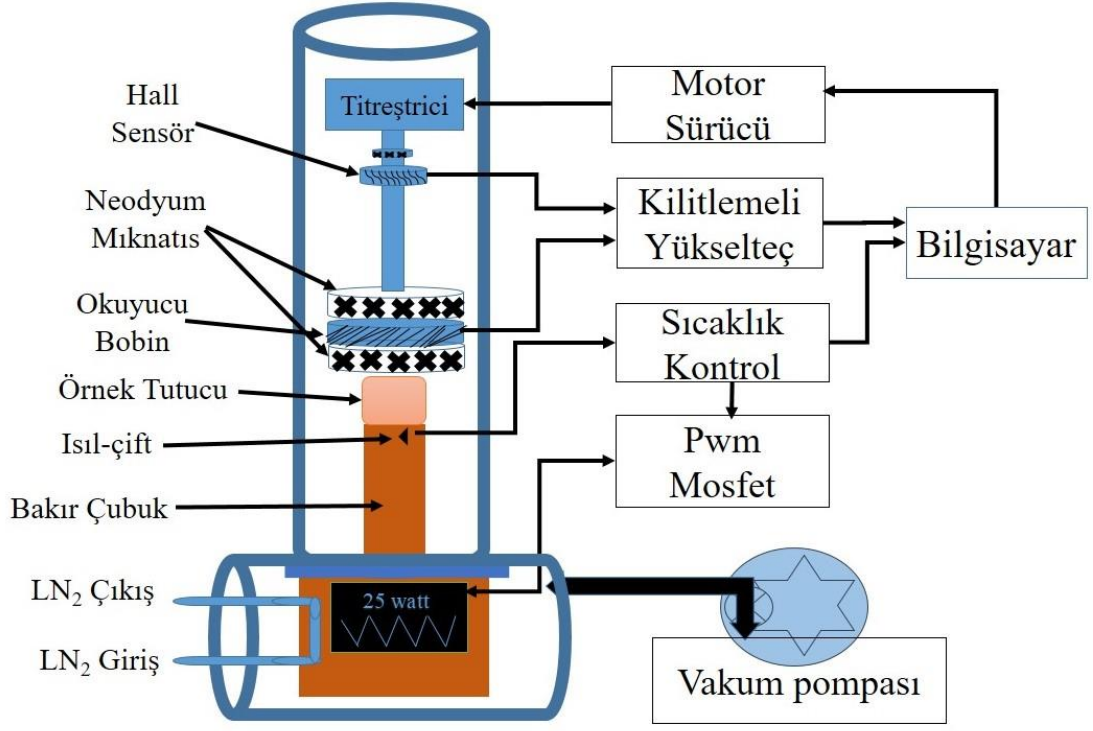 Hall
Sensör
Neodyum
Mıknatıs
Okuyucu
Bobin
Örnek Tutucu
Isıl-çift
Bakır Çubuk
LN₂ Çıkış
LN₂ Giriş
Titreştrici
25 watt
Motor
Sürücü
Kilitlemeli
Yükselteç
Sıcaklık
Kontrol
Pwm
Mosfet
Bilgisayar
Vakum pompası